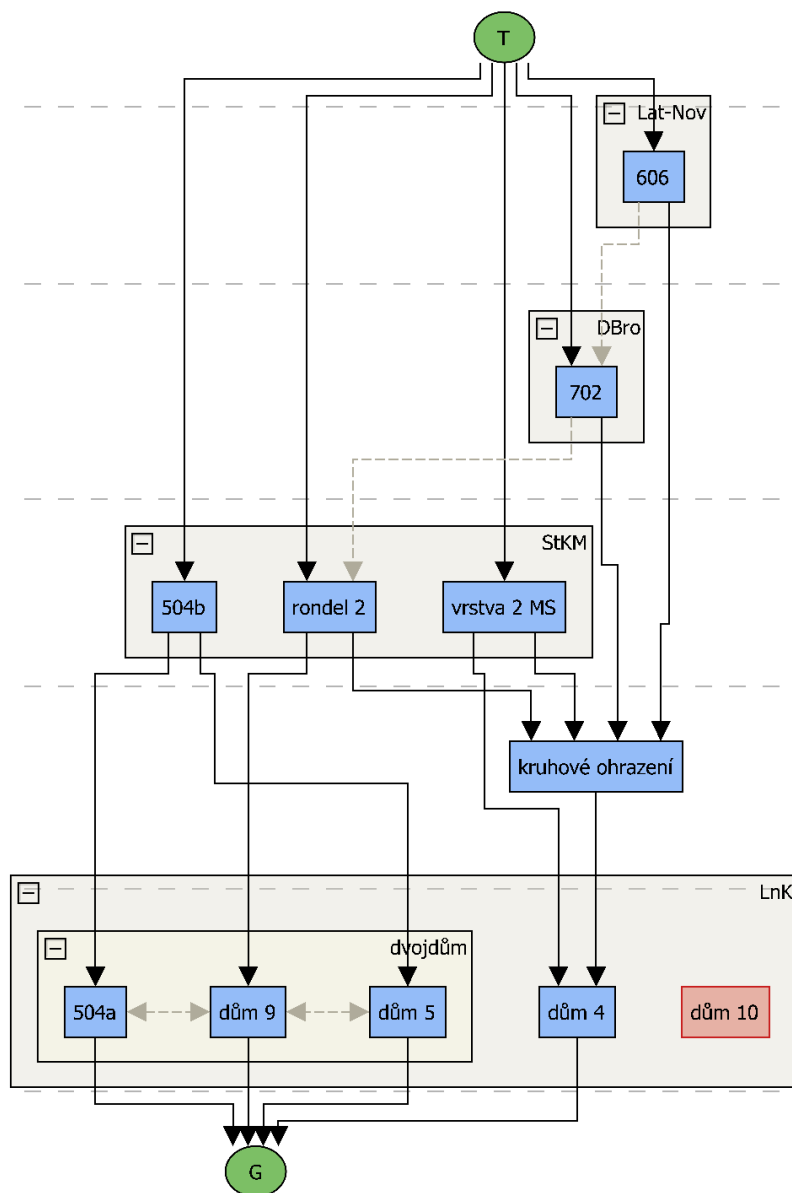 T
Lat-Nov
606
DBro
702
StKM
504b
rondel 2
vrstva 2 MS
kruhové ohrazení
LnK
dvojdům
504a
dům 9
dům 5
dům 4
dům 10
G